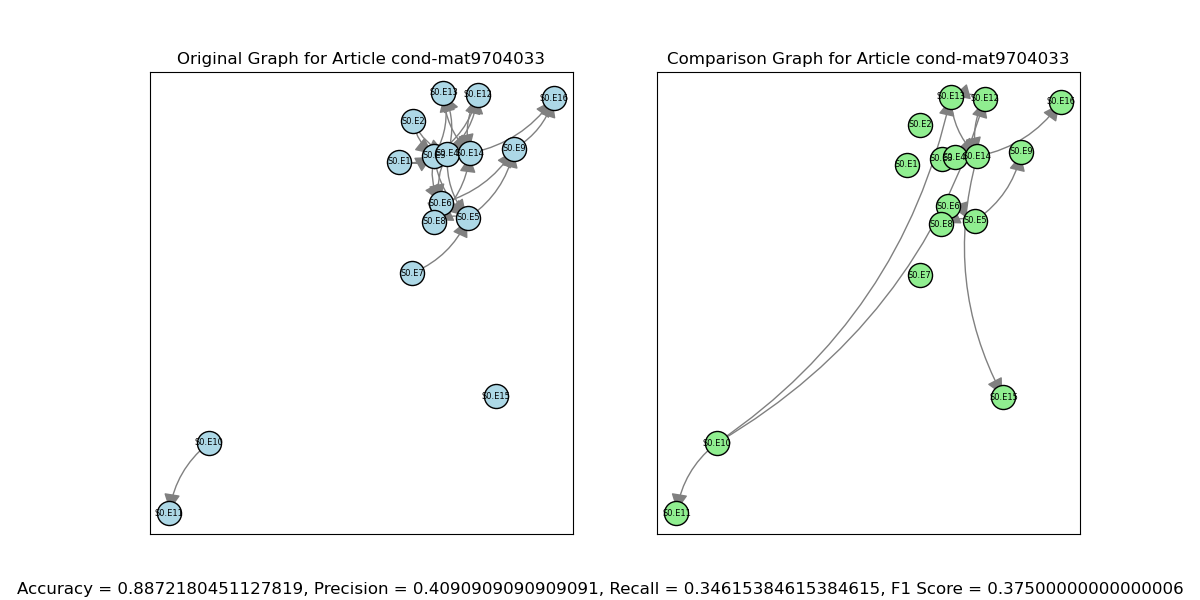 Original Graph for Article cond-mat9704033
Comparison Graph for Article cond-mat9704033
S0.E13
S0.E12
S0.E16
S0.E2
S0.E1
S0.E4
S0.E14
S0.E9
S0.E6
S0.E8
S0.E5
S0.E7
S0.E15
S0.E10
S0.E11
S0.E13
S0.E12
S0.E16
S0.E2
S0.E1
S0.E4
S0.E14
S0.E9
S0.E6
S0.E8
S0.E5
S0.E7
S0.E15
S0.E10
S0.E11
Accuracy = 0.8872180451127819, Precision = 0.4090909090909091, Recall = 0.34615384615384615, F1 Score = 0.37500000000000006